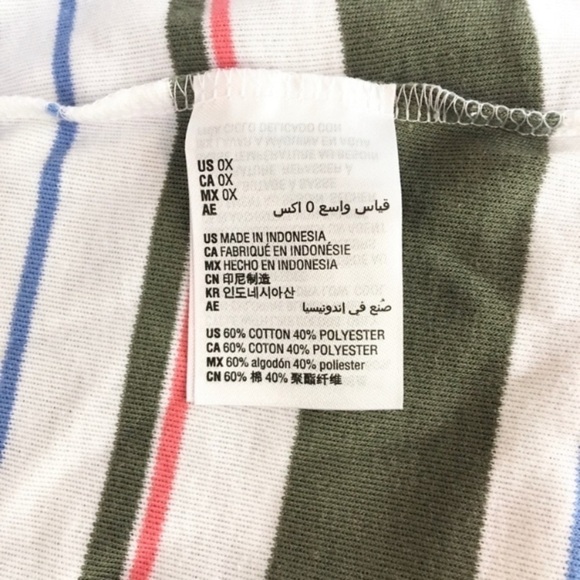 US 0X
CA 0X
MX 0X
AE قياس واسع 0 اكس
US MADE IN INDONESIA
CA FABRIQUÉ EN INDONÉSIE
MX HECHO EN INDONESIA
CN 印尼制造
KR 인도네시아산
AE صُنع في إندونيسيا
US 60% COTTON 40% POLYESTER
CA 60% COTON 40% POLYESTER
MX 60% algodón 40% poliester
CN 60% 棉 40% 聚酯纤维